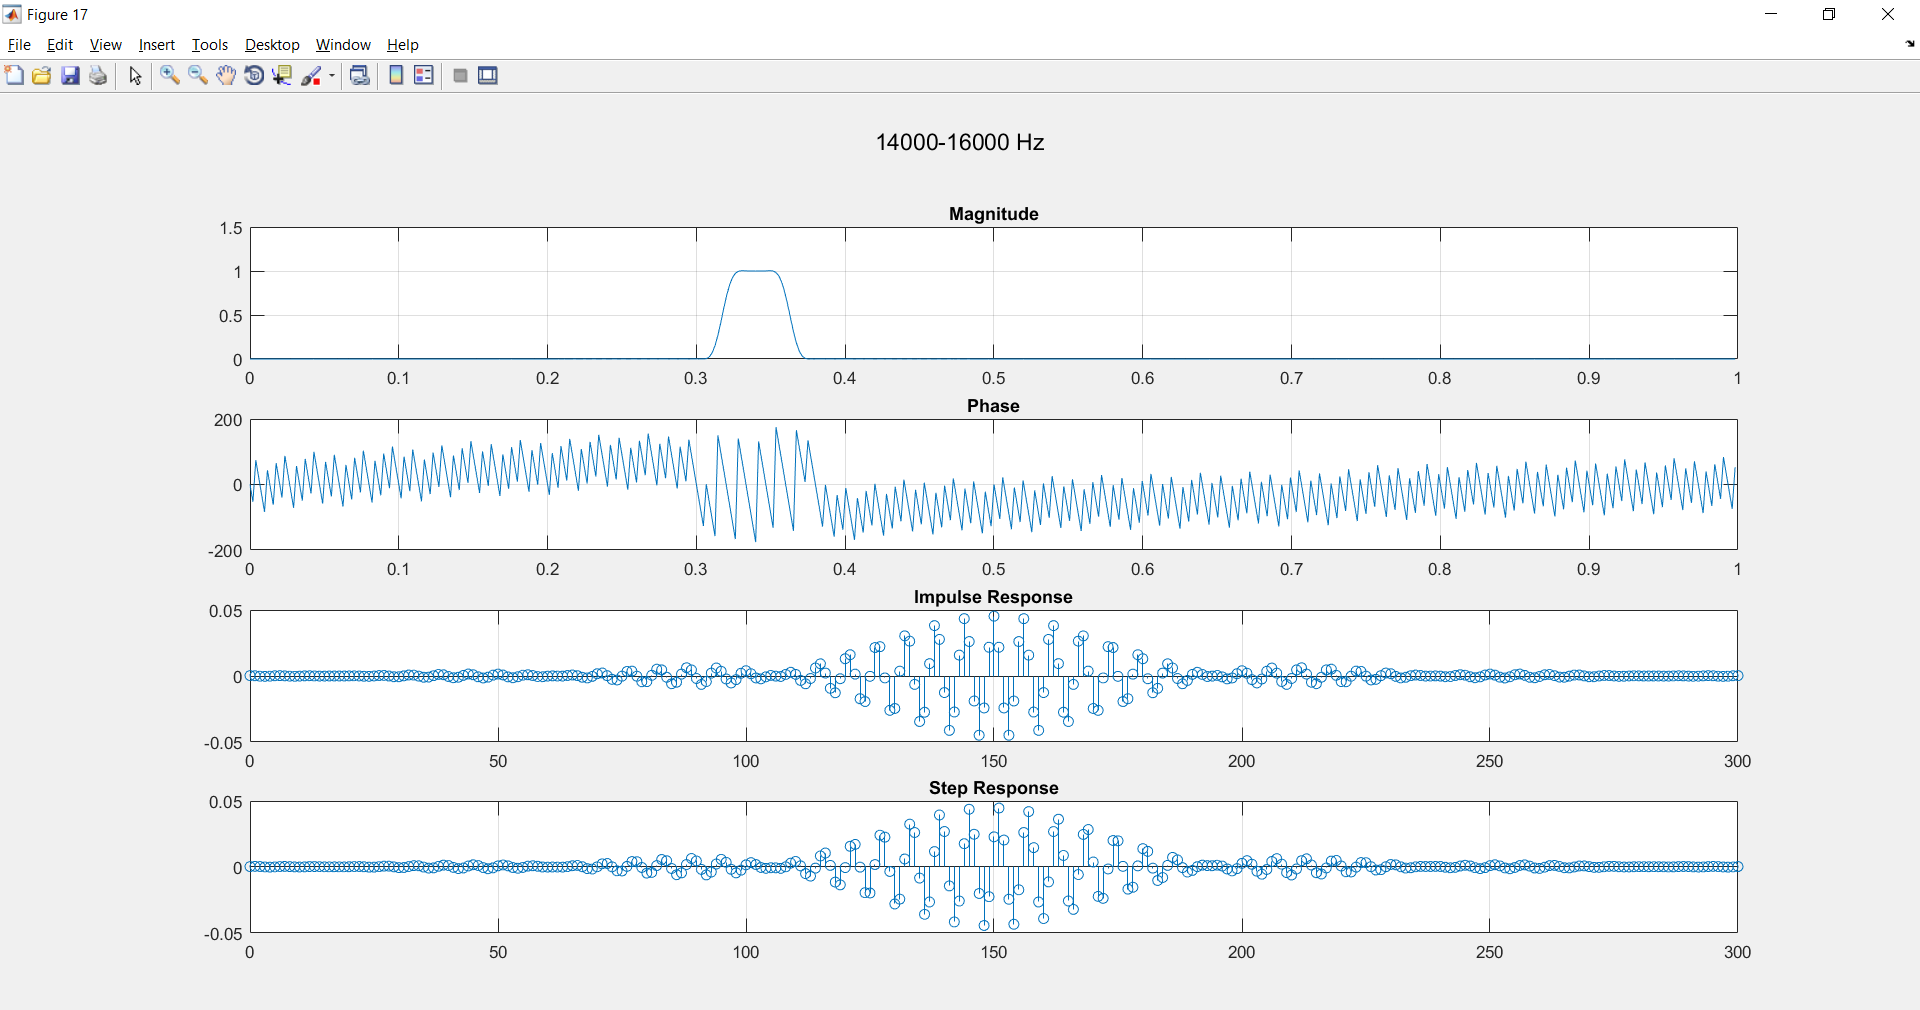 Figure 17
File Edit View Insert Tools Desktop Window Help
14000-16000 Hz
Magnitude
1.5
1
0.5
0
0 0.1 0.2 0.3 0.4 0.5 0.6 0.7 0.8 0.9 1
Phase
200
0
-200
0 0.1 0.2 0.3 0.4 0.5 0.6 0.7 0.8 0.9 1
Impulse Response
0.05
0
-0.05
0 50 100 150 200 250 300
Step Response
0.05
0
-0.05
0 50 100 150 200 250 300